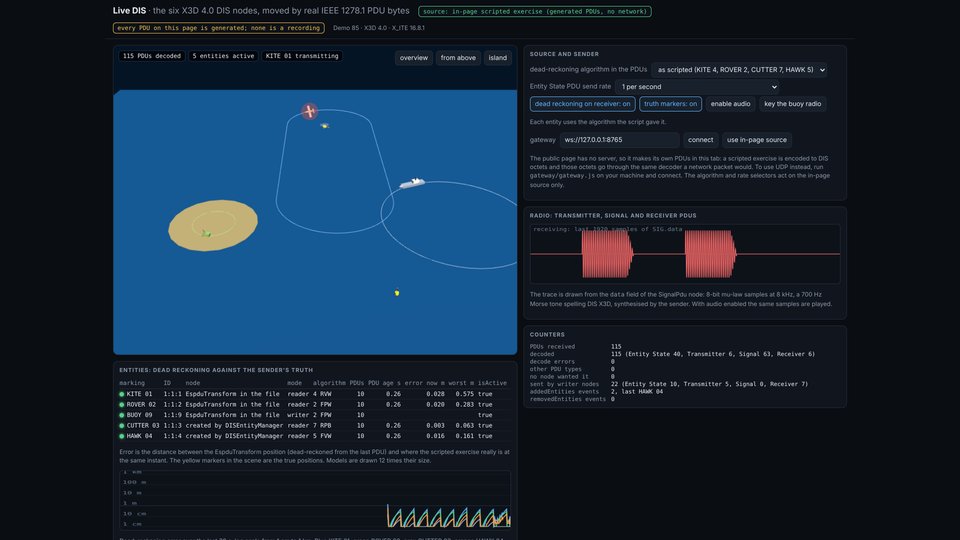 Live DIS · the six X3D 4.0 DIS nodes, moved by real IEEE 1278.1 PDU bytes
source: in-page scripted exercise (generated PDUs, no network)
every PDU on this page is generated; none is a recording
Demo 85 · X3D 4.0 · X_ITE 16.0.1
115 PDUs decoded
5 entities active
KITE 01 transmitting
overview
from above
island
ENTITIES: DEAD RECKONING AGAINST THE SENDER'S TRUTH
marking ID node mode algorithm PDUs PDU age s error now m worst m isActive
KITE 01 1:1:1 EspduTransform in the file reader 4 RVW 10 0.26 0.028 0.575 true
ROVER 02 1:1:2 EspduTransform in the file reader 2 FPW 10 0.26 0.020 0.283 true
BUOY 09 1:1:9 EspduTransform in the file writer 2 FPW 10 true
CUTTER 03 1:1:3 created by DISEntityManager reader 7 RPB 10 0.26 0.003 0.063 true
HAWK 04 1:1:4 created by DISEntityManager reader 5 FVW 10 0.26 0.016 0.161 true
Error is the distance between the EspduTransform position (dead-reckoned from the last PDU) and where the scripted exercise really is at
the same instant. The yellow markers in the scene are the true positions. Models are drawn 12 times their size.
1 km
100 m
10 m
1 m
10 cm
1 cm
SOURCE AND SENDER
dead-reckoning algorithm in the PDUs
as scripted (KITE 4, ROVER 2, CUTTER 7, HAWK 5)
Entity State PDU send rate
1 per second
dead reckoning on receiver: on
truth markers: on
enable audio
key the buoy radio
Each entity uses the algorithm the script gave it.
gateway
ws://127.0.0.1:8765
connect
use in-page source
The public page has no server, so it makes its own PDUs in this tab: a scripted exercise is encoded to DIS
octets and those octets go through the same decoder a network packet would. To use UDP instead, run
gateway/gateway.js on your machine and connect. The algorithm and rate selectors act on the in-page
source only.
RADIO: TRANSMITTER, SIGNAL AND RECEIVER PDUS
receiving: last 1920 samples of SIG.data
The trace is drawn from the data field of the SignalPdu node: 8-bit mu-law samples at 8 kHz, a 700 Hz
Morse tone spelling DIS X3D, synthesised by the sender. With audio enabled the same samples are played.
COUNTERS
PDUs received 115
decoded 115 (Entity State 40, Transmitter 6, Signal 63, Receiver 6)
decode errors 0
other PDU types 0
no node wanted it 0
sent by writer nodes 22 (Entity State 10, Transmitter 5, Signal 0, Receiver 7)
addedEntities events 2, last HAWK 04
removedEntities events 0